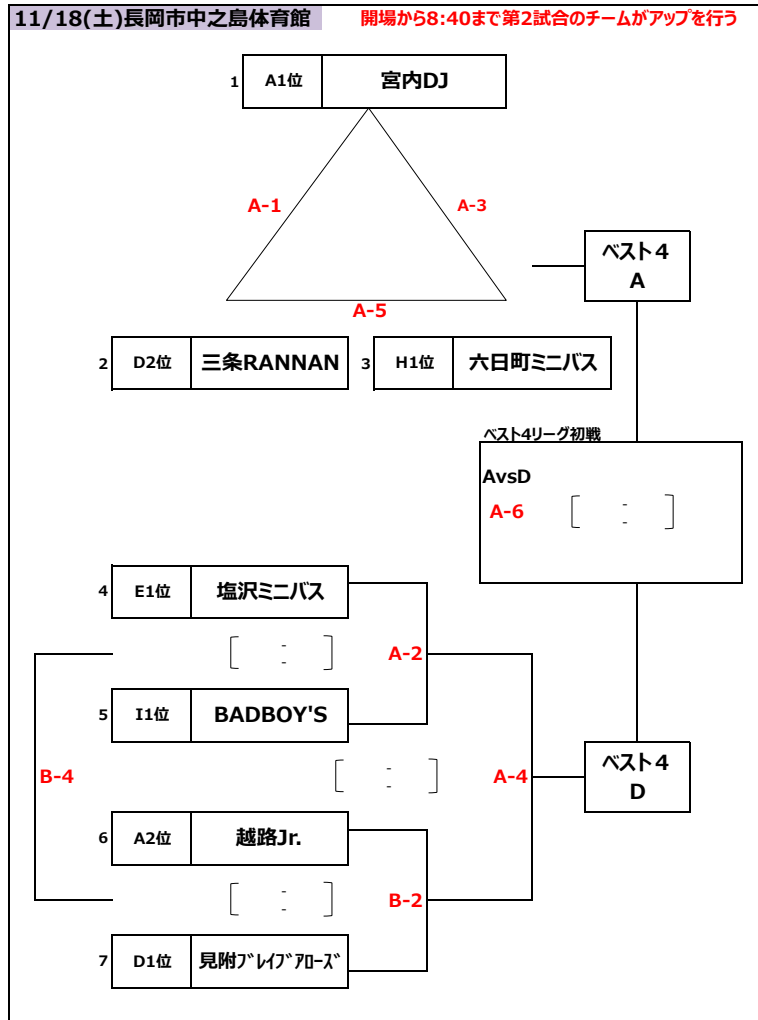 11/18(土)長岡市中之島体育館 開場から8:40まで第2試合のチームがアップを行う
1 A1位 宮内DJ
A-1
A-3
ベスト4
A
A-5
2 D2位 三条RANNAN 3 H1位 六日町ミニバス
ベスト4リーグ初戦
AvsD
A-6 [ - - ]
4 E1位 塩沢ミニバス
[ - - ] A-2
5 I1位 BADBOY'S
B-4 [ - - ] A-4
ベスト4
D
6 A2位 越路Jr.
[ - - ] B-2
7 D1位 見附ﾌﾞﾚｲﾌﾞｱﾛｰｽﾞ